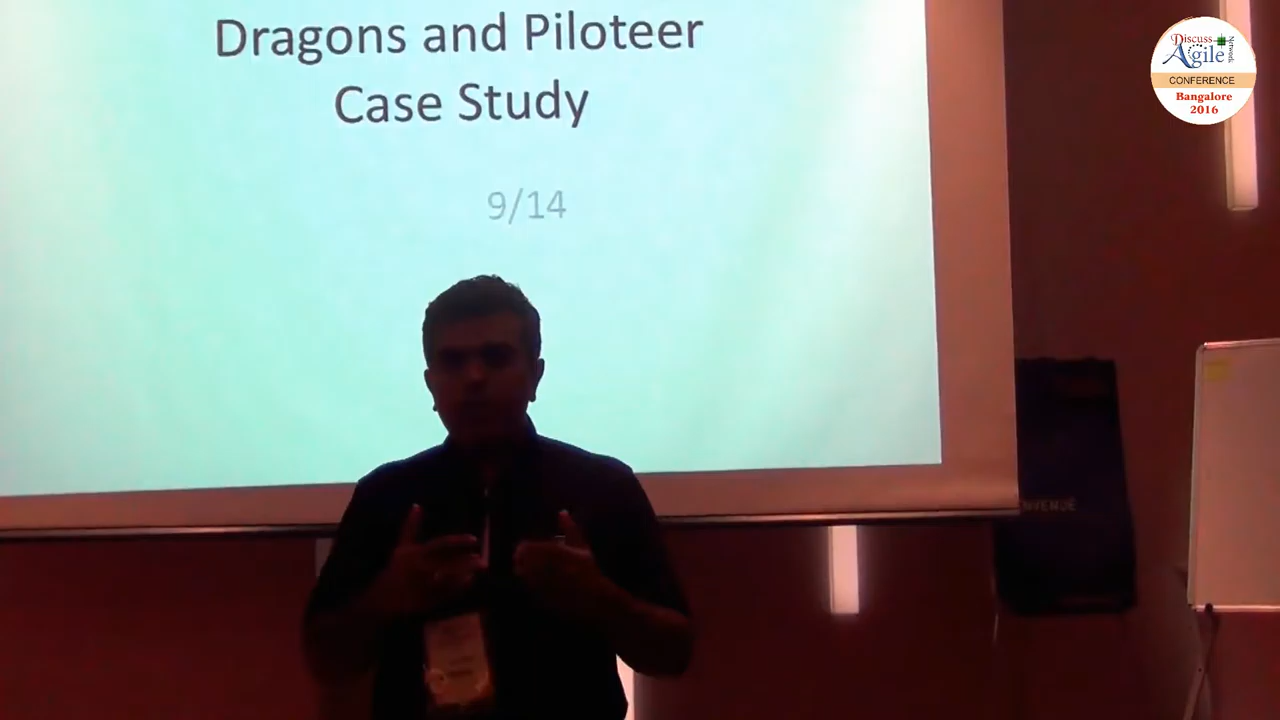 Dragons and Piloteer
Case Study
9/14
Discuss
Agile
Network
CONFERENCE
Bangalore
2016